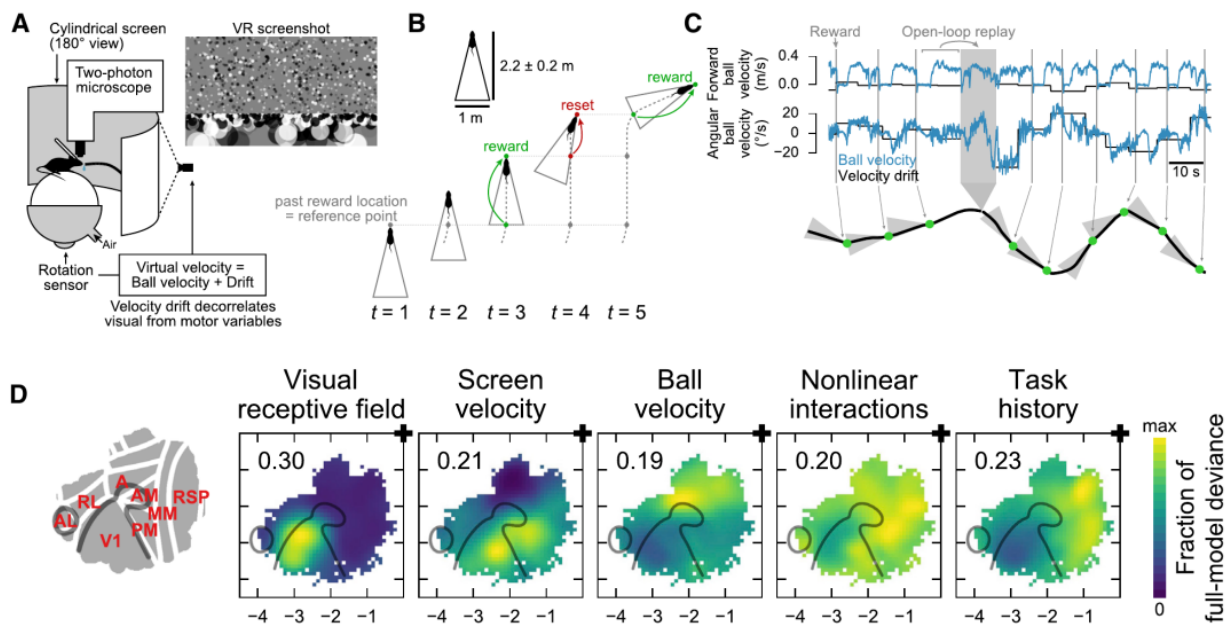 A
Cylindrical screen
(180° view)
Two-photon
microscope
VR screenshot
Air
Rotation
sensor
Virtual velocity =
Ball velocity + Drift
Velocity drift decorrelates
visual from motor variables
B
2.2 ± 0.2 m
1 m
past reward location
= reference point
reward
reset
reward
t = 1
t = 2
t = 3
t = 4
t = 5
C
Reward
Open-loop replay
Forward
ball
velocity
(m/s)
0.4
0.0
Angular
ball
velocity
(°/s)
20
0
−20
Ball velocity
Velocity drift
10 s
D
AL
RL
A
AM
MM
PM
RSP
V1
Visual
receptive field
0.30
−4 −3 −2 −1
Screen
velocity
0.21
−4 −3 −2 −1
Ball
velocity
0.19
−4 −3 −2 −1
Nonlinear
interactions
0.20
−4 −3 −2 −1
Task
history
0.23
−4 −3 −2 −1
max
0
Fraction of
full-model deviance